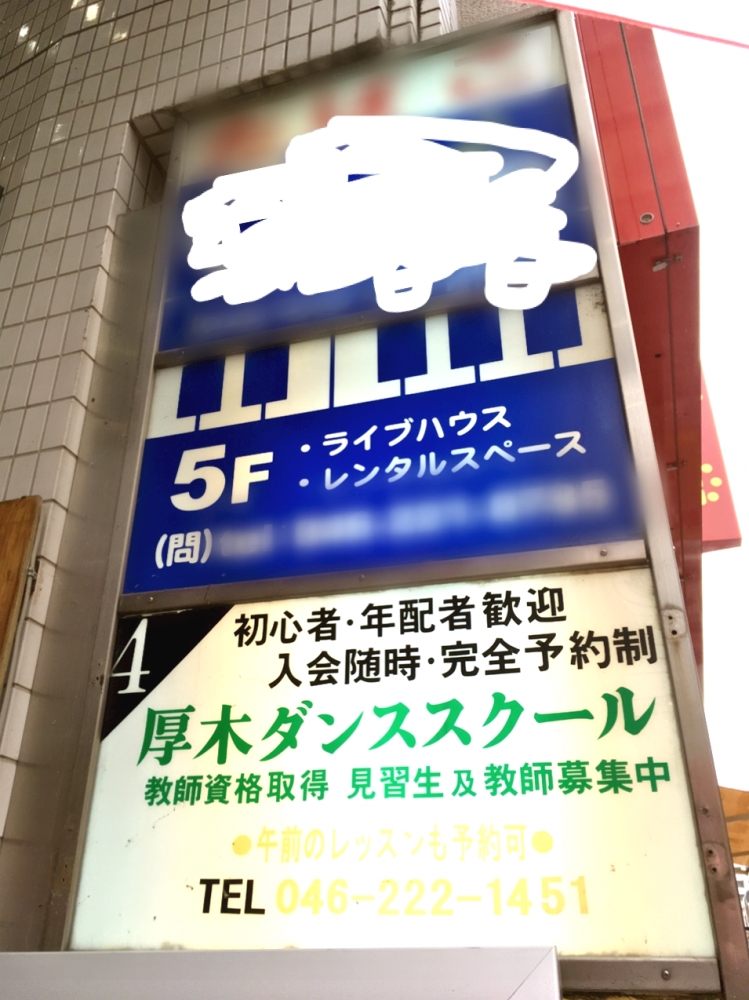 5F
・ライブハウス
・レンタルスペース
(問)
4
初心者・年配者歓迎
入会随時・完全予約制
厚木ダンススクール
教師資格取得 見習生及教師募集中
●午前のレッスンも予約可●
TEL 046-222-1451